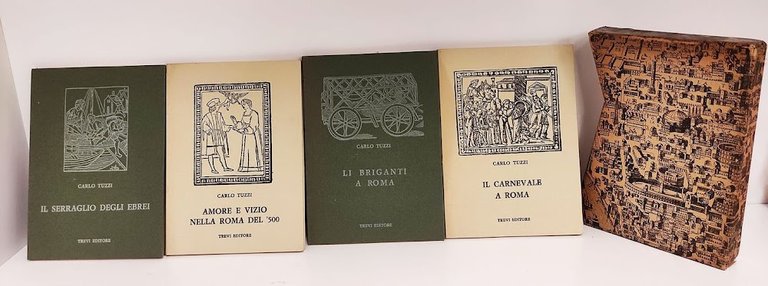 CARLO TUZZI
IL SERRAGLIO DEGLI EBREI
TREVI EDITORE
CARLO TUZZI
AMORE E VIZIO
NELLA ROMA DEL '500
TREVI EDITORE
CARLO TUZZI
LI BRIGANTI
A ROMA
TREVI EDITORE
CARLO TUZZI
IL CARNEVALE
A ROMA
TREVI EDITORE